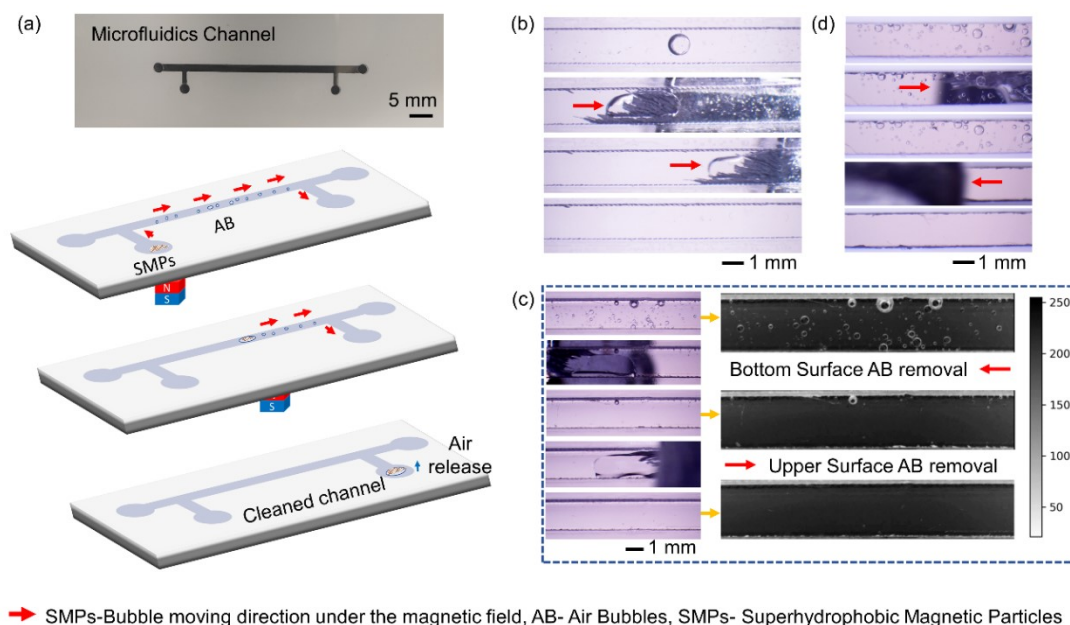 (a)
Microfluidics Channel
5 mm
AB
SMPs
N
S
S
Air
release
Cleaned channel
(b)
1 mm
(d)
1 mm
(c)
Bottom Surface AB removal
Upper Surface AB removal
1 mm
250
200
150
100
50
SMPs-Bubble moving direction under the magnetic field, AB- Air Bubbles, SMPs- Superhydrophobic Magnetic Particles